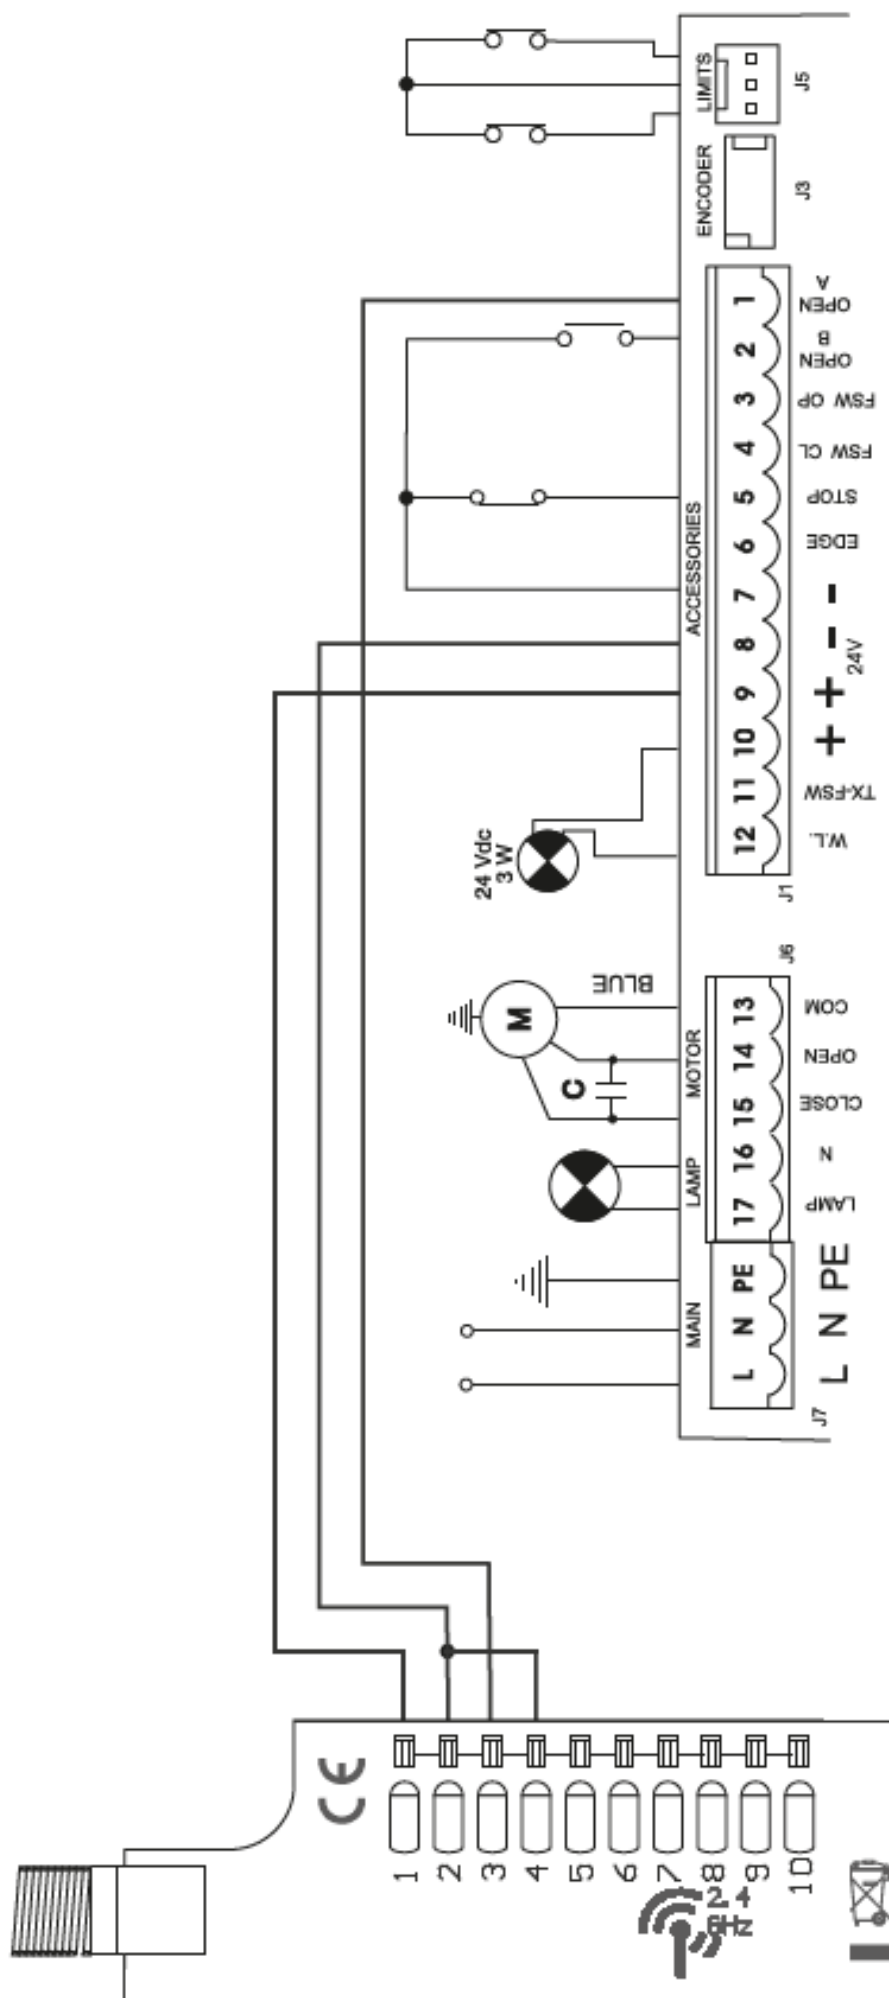 LIMITS
J5
ENCODER
J3
ACCESSORIES
1
OPEN
A
2
OPEN
B
3
FSW OP
4
FSW CL
5
STOP
6
EDGE
7
-
8
-
24V
9
+
10
+
11
TX-FSW
12
W.L.
J1
24 Vdc
3 W
J6
M
BLUE
C
MOTOR
13
COM
14
OPEN
15
CLOSE
LAMP
16
N
17
LAMP
MAIN
PE
PE
N
N
L
L
J7
CE
1
2
3
4
5
6
7
8
9
10
2.4
GHz